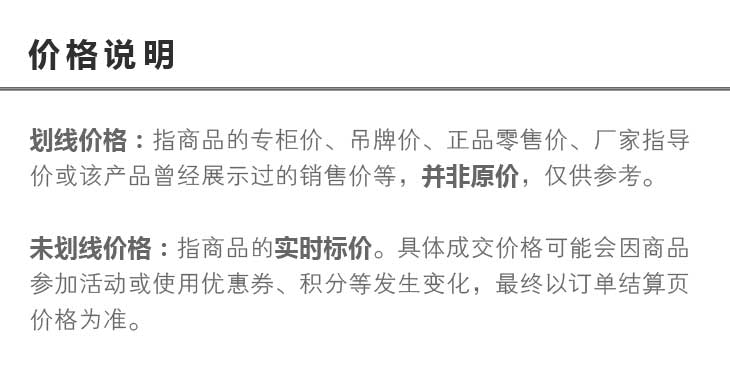 价格说明
划线价格：指商品的专柜价、吊牌价、正品零售价、厂家指导
价或该产品曾经展示过的销售价等，并非原价，仅供参考。
未划线价格：指商品的实时标价。具体成交价格可能会因商品
参加活动或使用优惠券、积分等发生变化，最终以订单结算页
价格为准。